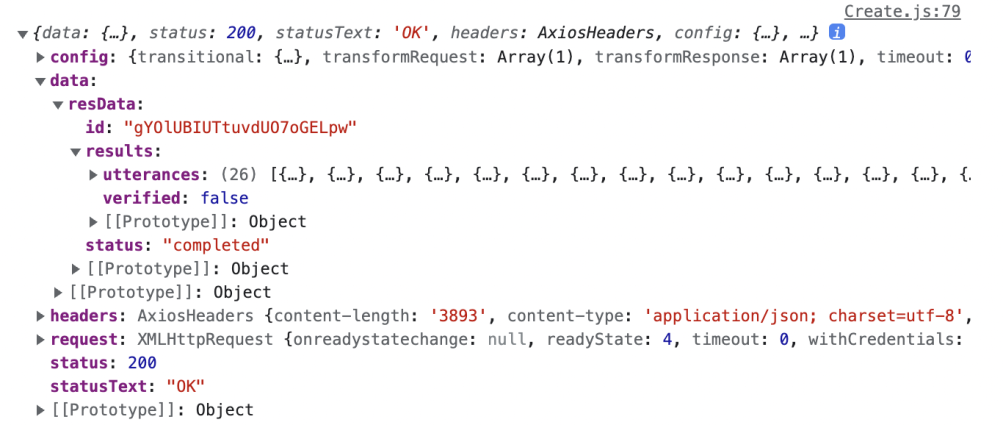 Create.js:79
▼{data: {…}, status: 200, statusText: 'OK', headers: AxiosHeaders, config: {…}, …} i
▶config: {transitional: {…}, transformRequest: Array(1), transformResponse: Array(1), timeout: 0
▼data:
▼resData:
id: "gYOlUBIUTtuvdUO7oGELpw"
▼results:
▶utterances: (26) [{…}, {…}, {…}, {…}, {…}, {…}, {…}, {…}, {…}, {…}, {…}, {…}, {…}, {…}, {…
verified: false
▶[[Prototype]]: Object
status: "completed"
▶[[Prototype]]: Object
▶[[Prototype]]: Object
▶headers: AxiosHeaders {content-length: '3893', content-type: 'application/json; charset=utf-8',
▶request: XMLHttpRequest {onreadystatechange: null, readyState: 4, timeout: 0, withCredentials:
status: 200
statusText: "OK"
▶[[Prototype]]: Object